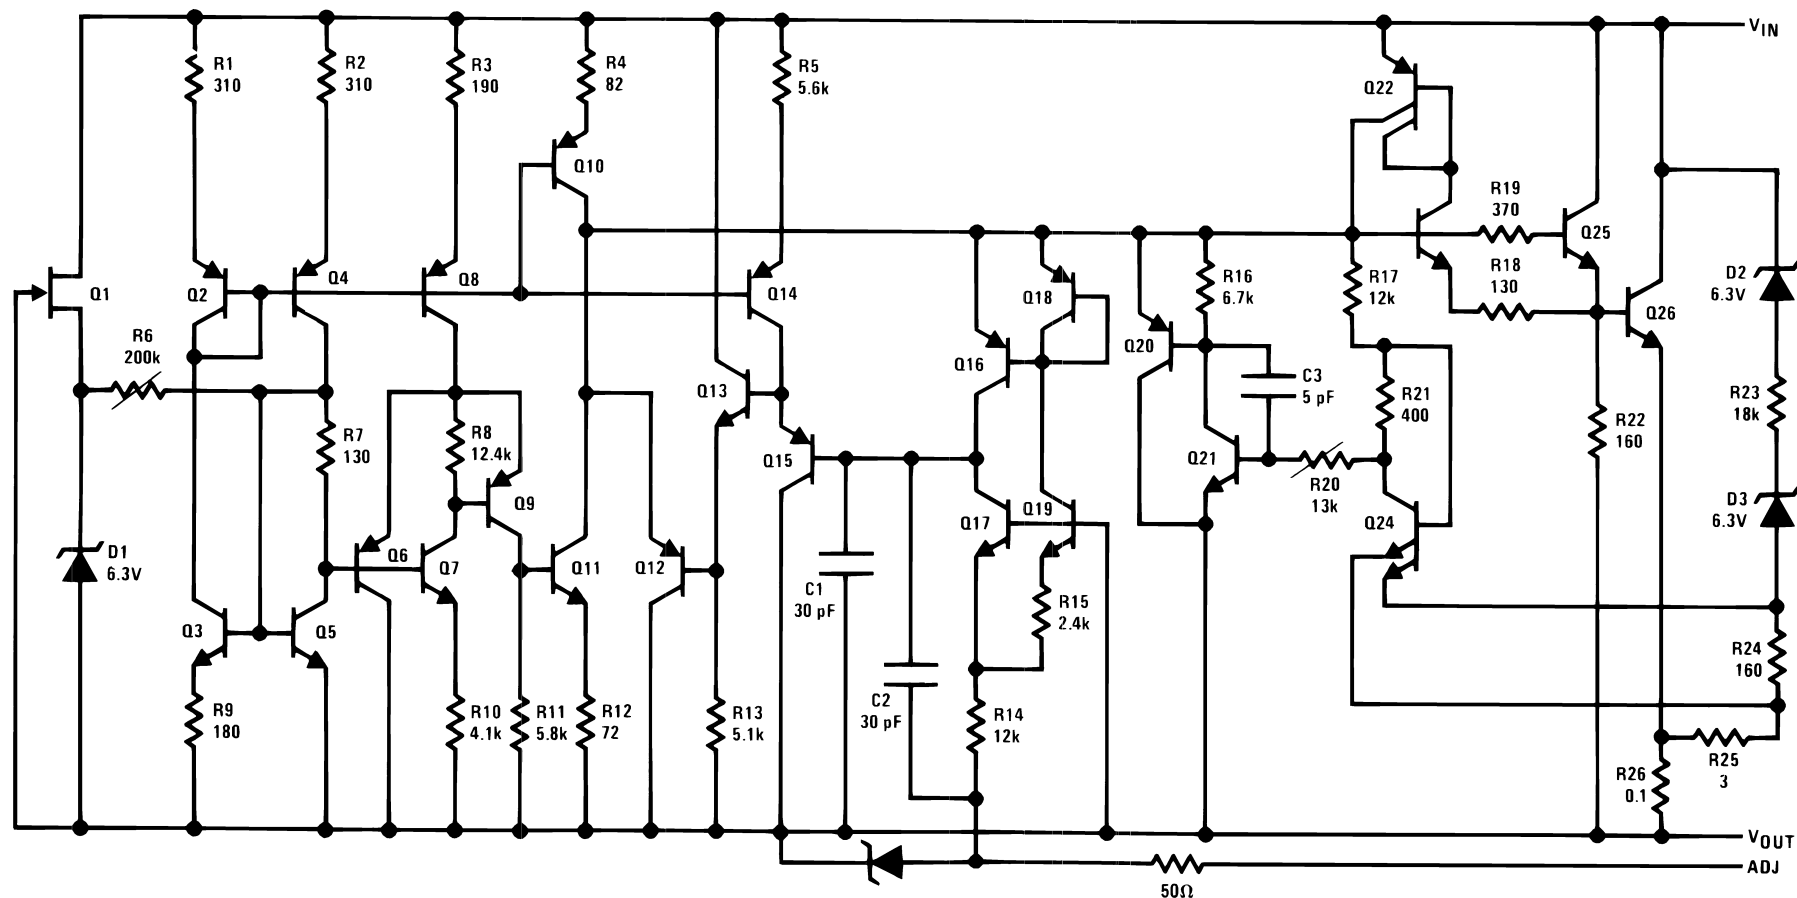 V_IN
R1
310
R2
310
R3
190
R4
82
R5
5.6k
Q22
Q10
R19
370
Q25
R18
130
Q1
Q2
Q4
Q8
Q14
Q18
R16
6.7k
R17
12k
D2
6.3V
Q26
R6
200k
Q16
Q20
C3
5 pF
R21
400
R23
18k
Q13
R7
130
R8
12.4k
Q15
Q21
R22
160
R20
13k
Q9
Q17
Q19
Q24
D3
6.3V
D1
6.3V
Q6
Q7
Q11
Q12
C1
30 pF
R15
2.4k
Q3
Q5
R24
160
R9
180
R10
4.1k
R11
5.8k
R12
72
R13
5.1k
C2
30 pF
R14
12k
R25
3
R26
0.1
V_OUT
ADJ
50Ω